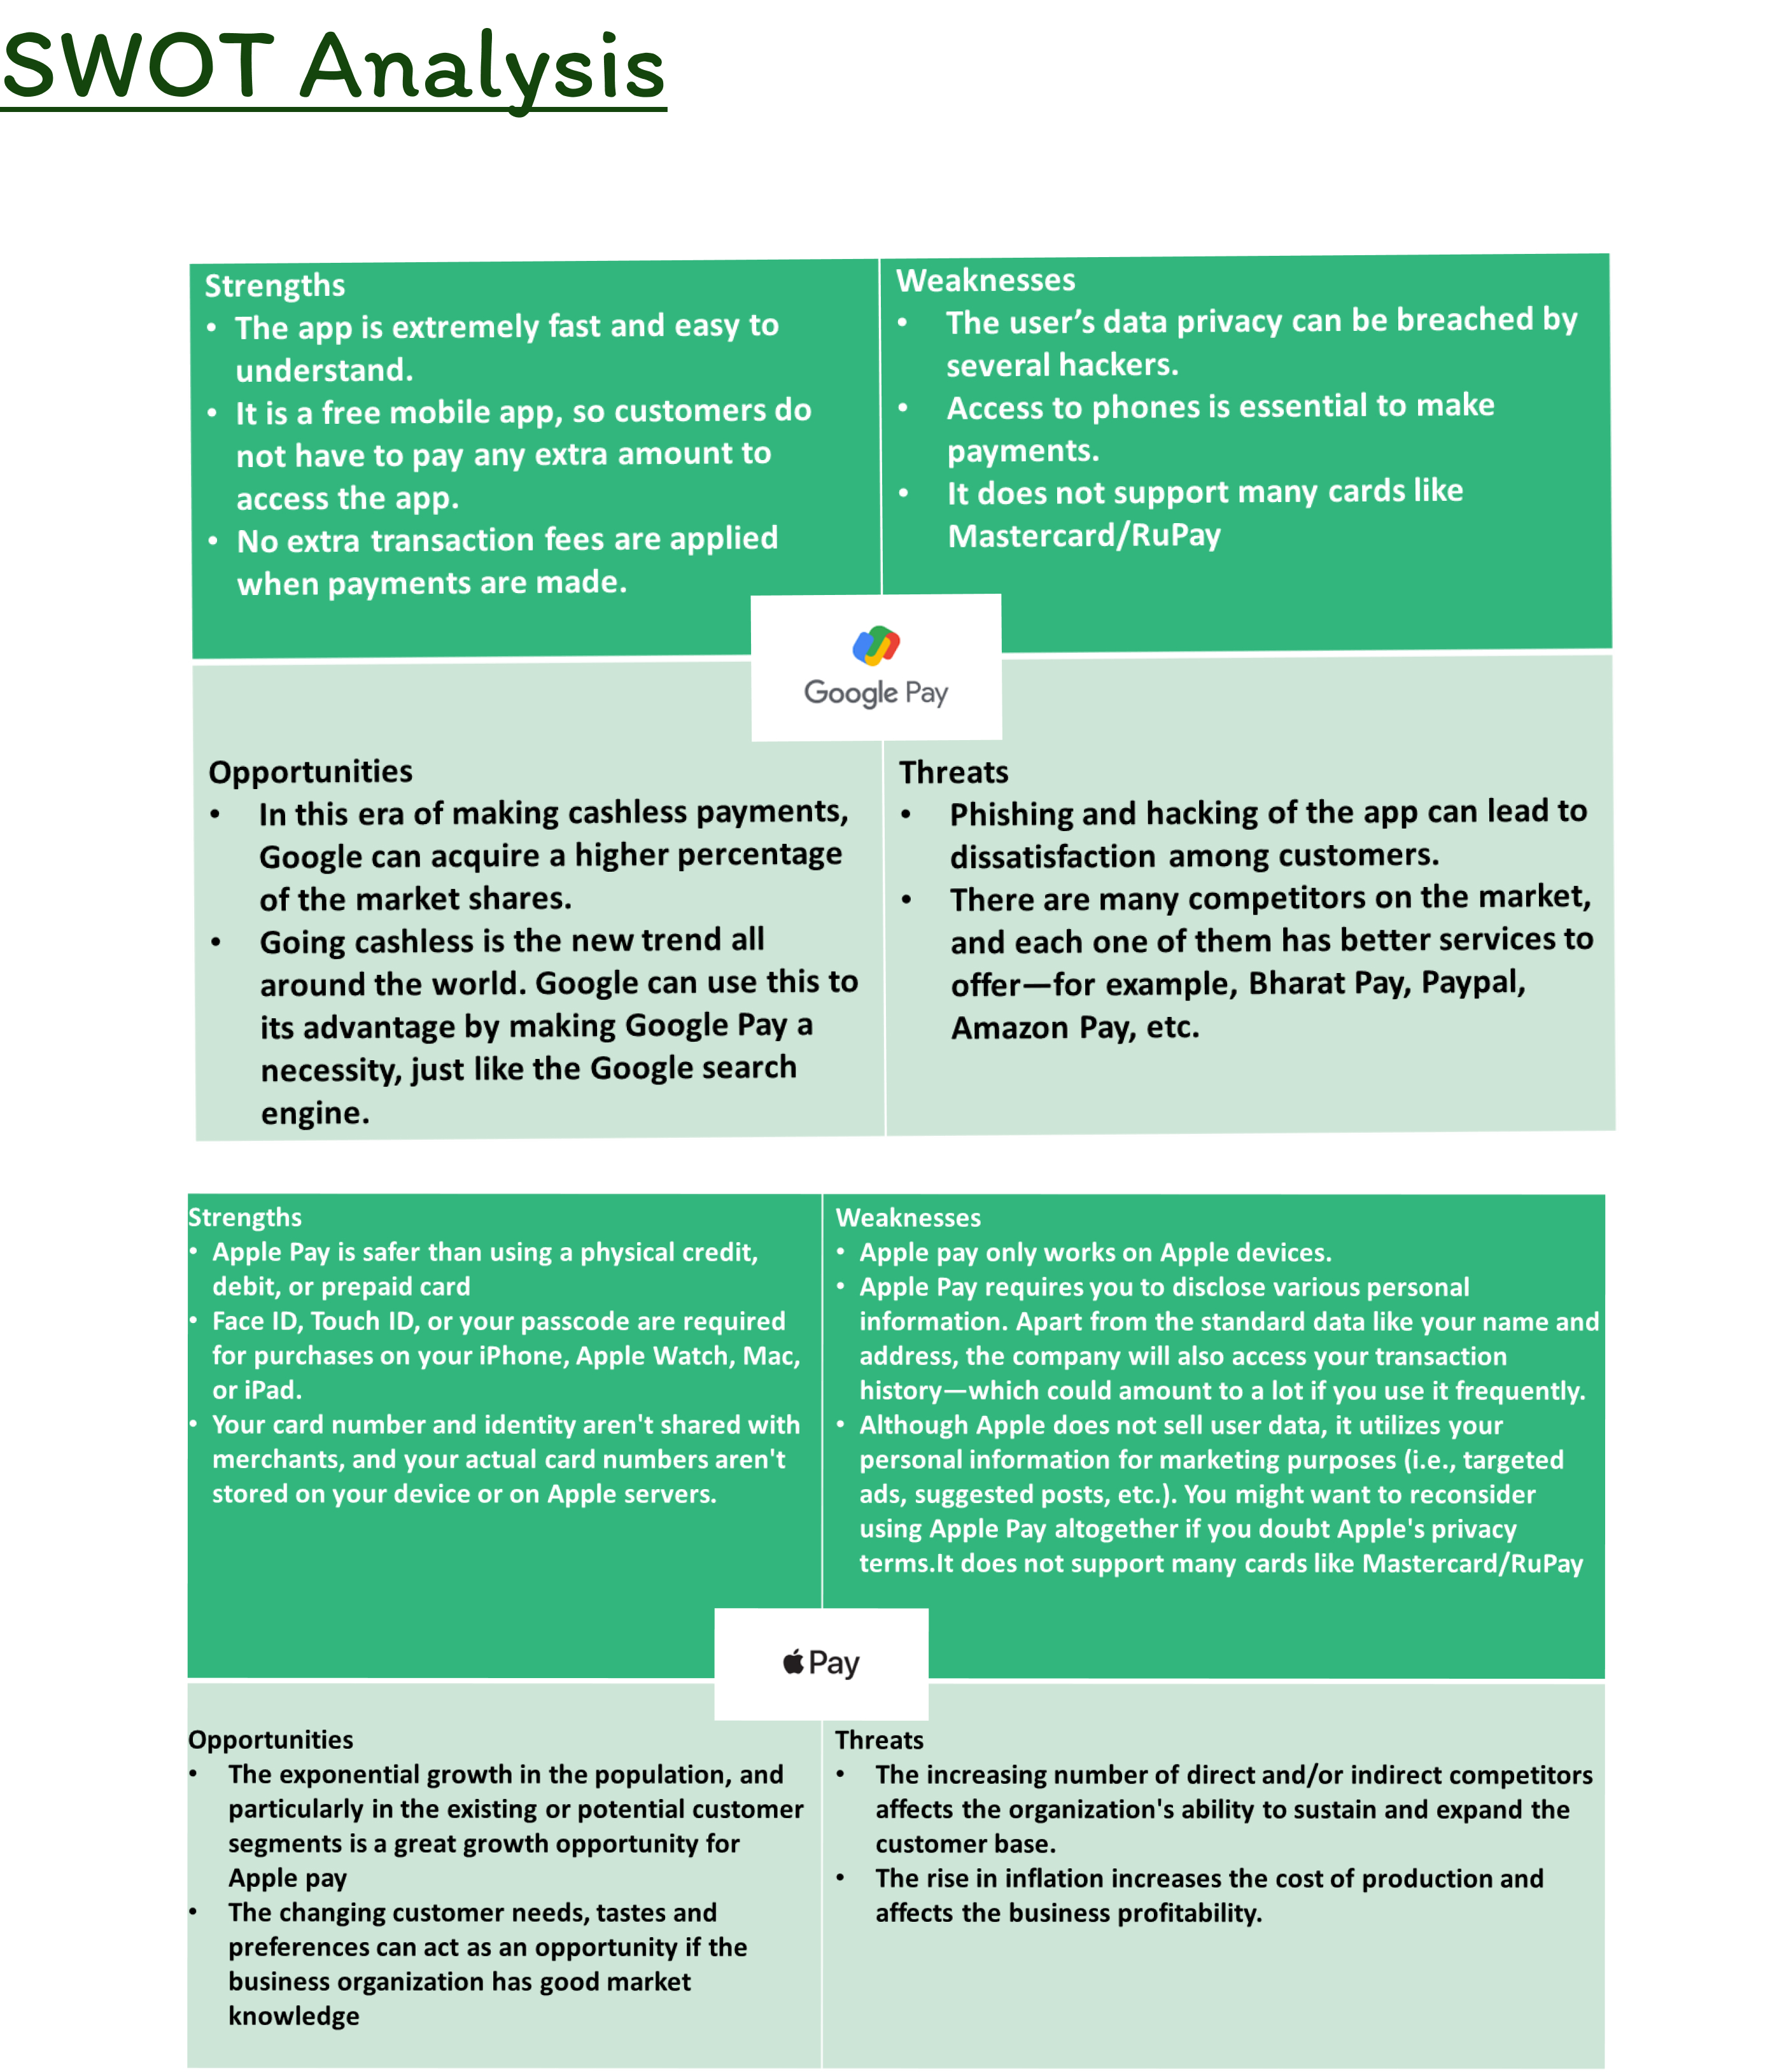 SWOT Analysis
Strengths
• The app is extremely fast and easy to
understand.
• It is a free mobile app, so customers do
not have to pay any extra amount to
access the app.
• No extra transaction fees are applied
when payments are made.
Weaknesses
• The user’s data privacy can be breached by
several hackers.
• Access to phones is essential to make
payments.
• It does not support many cards like
Mastercard/RuPay
Google Pay
Opportunities
• In this era of making cashless payments,
Google can acquire a higher percentage
of the market shares.
• Going cashless is the new trend all
around the world. Google can use this to
its advantage by making Google Pay a
necessity, just like the Google search
engine.
Threats
• Phishing and hacking of the app can lead to
dissatisfaction among customers.
• There are many competitors on the market,
and each one of them has better services to
offer—for example, Bharat Pay, Paypal,
Amazon Pay, etc.
Strengths
• Apple Pay is safer than using a physical credit,
debit, or prepaid card
• Face ID, Touch ID, or your passcode are required
for purchases on your iPhone, Apple Watch, Mac,
or iPad.
• Your card number and identity aren't shared with
merchants, and your actual card numbers aren't
stored on your device or on Apple servers.
Weaknesses
• Apple pay only works on Apple devices.
• Apple Pay requires you to disclose various personal
information. Apart from the standard data like your name and
address, the company will also access your transaction
history—which could amount to a lot if you use it frequently.
• Although Apple does not sell user data, it utilizes your
personal information for marketing purposes (i.e., targeted
ads, suggested posts, etc.). You might want to reconsider
using Apple Pay altogether if you doubt Apple's privacy
terms.It does not support many cards like Mastercard/RuPay
Pay
Opportunities
• The exponential growth in the population, and
particularly in the existing or potential customer
segments is a great growth opportunity for
Apple pay
• The changing customer needs, tastes and
preferences can act as an opportunity if the
business organization has good market
knowledge
Threats
• The increasing number of direct and/or indirect competitors
affects the organization's ability to sustain and expand the
customer base.
• The rise in inflation increases the cost of production and
affects the business profitability.